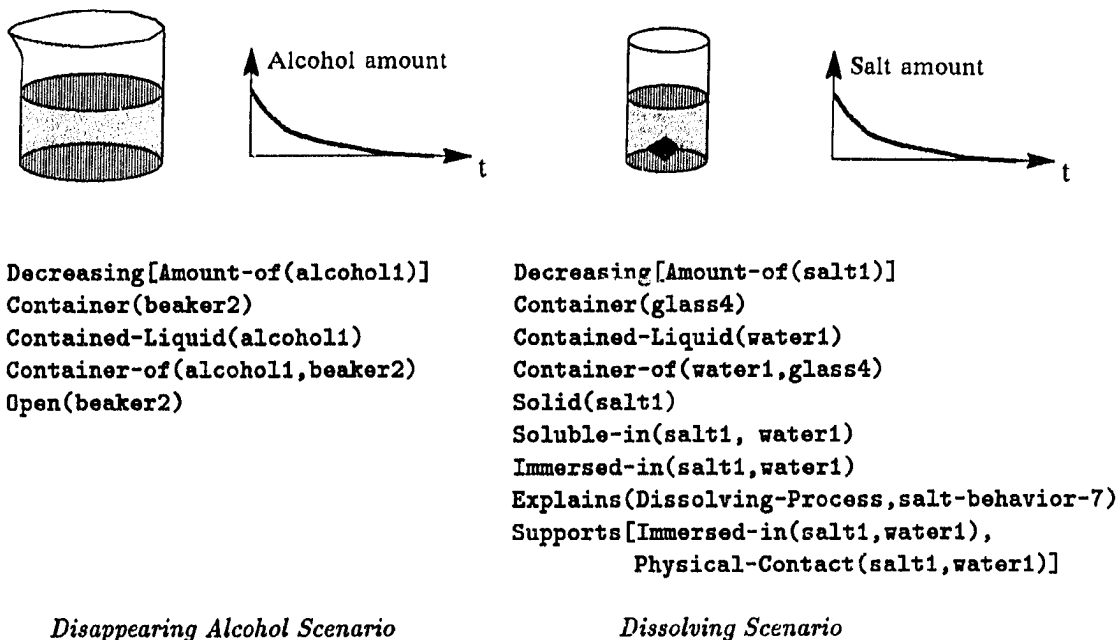 Alcohol amount
t
Salt amount
t
Decreasing[Amount-of(alcohol1)]
Container(beaker2)
Contained-Liquid(alcohol1)
Container-of(alcohol1,beaker2)
Open(beaker2)
Decreasing[Amount-of(salt1)]
Container(glass4)
Contained-Liquid(water1)
Container-of(water1,glass4)
Solid(salt1)
Soluble-in(salt1, water1)
Immersed-in(salt1,water1)
Explains(Dissolving-Process,salt-behavior-7)
Supports[Immersed-in(salt1,water1),
Physical-Contact(salt1,water1)]
Disappearing Alcohol Scenario
Dissolving Scenario